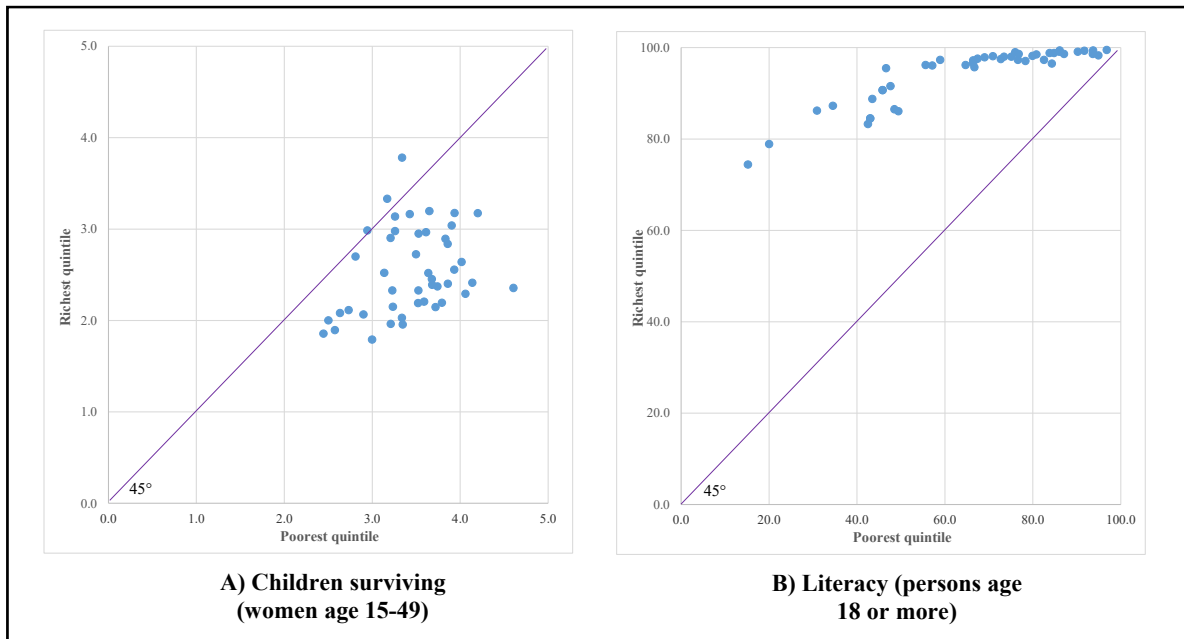 5.0
4.0
3.0
2.0
1.0
0.0
Richest quintile
45°
0.0 1.0 2.0 3.0 4.0 5.0
Poorest quintile
A) Children surviving
(women age 15-49)
100.0
80.0
60.0
40.0
20.0
0.0
Richest quintile
45°
0.0 20.0 40.0 60.0 80.0 100.0
Poorest quintile
B) Literacy (persons age
18 or more)